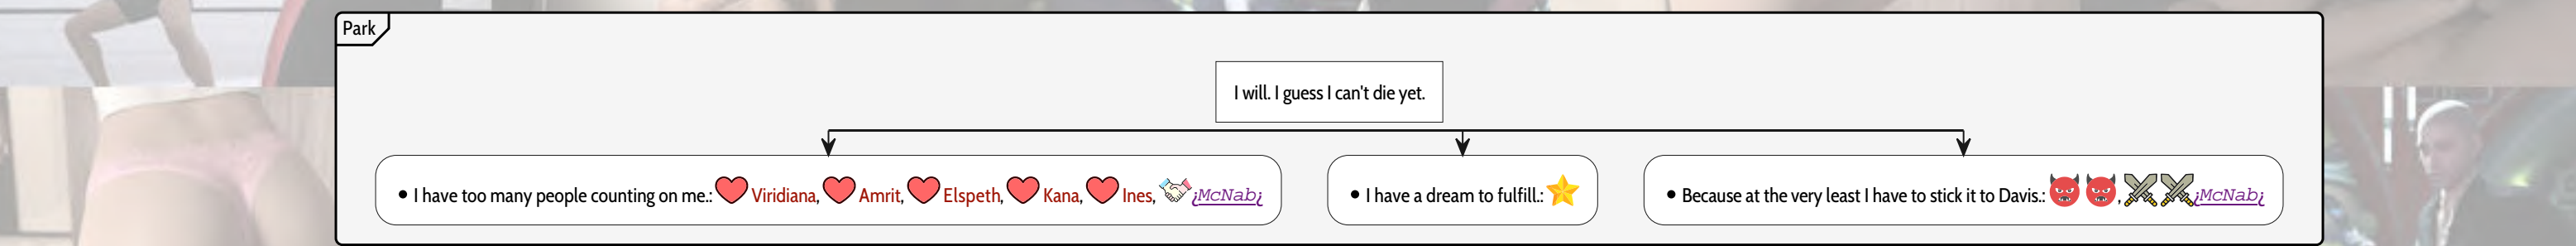 Park
I will. I guess I can't die yet.
• I have too many people counting on me.: ❤️ Viridiana, ❤️ Amrit, ❤️ Elspeth, ❤️ Kana, ❤️ Ines, 🤝¿McNab¿
• I have a dream to fulfill.: ⭐
• Because at the very least I have to stick it to Davis.: 👿 👿, ⚔️ ⚔️¿McNab¿